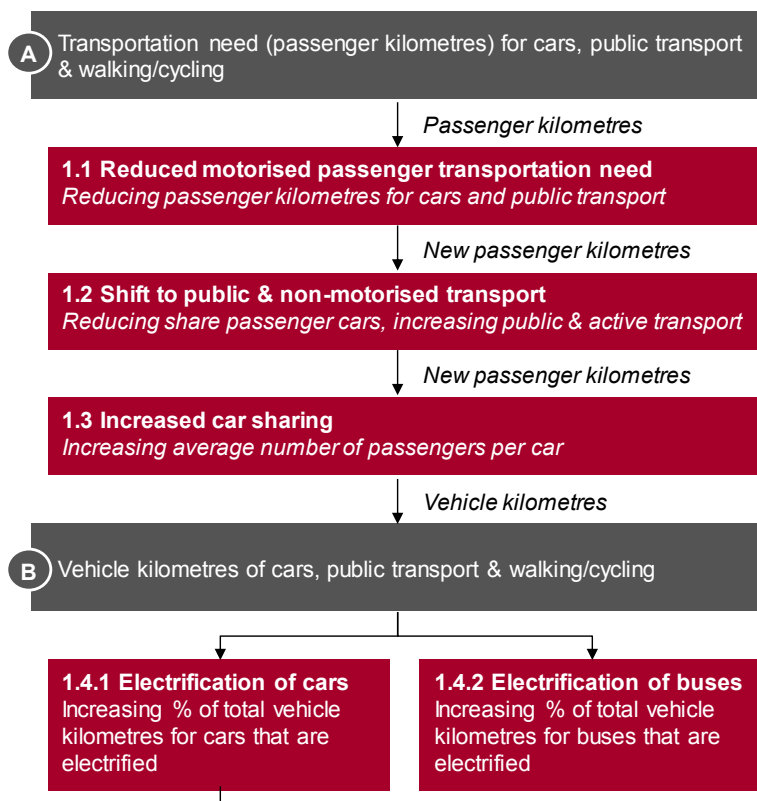 A
Transportation need (passenger kilometres) for cars, public transport
& walking/cycling
Passenger kilometres
1.1 Reduced motorised passenger transportation need
Reducing passenger kilometres for cars and public transport
New passenger kilometres
1.2 Shift to public & non-motorised transport
Reducing share passenger cars, increasing public & active transport
New passenger kilometres
1.3 Increased car sharing
Increasing average number of passengers per car
Vehicle kilometres
B
Vehicle kilometres of cars, public transport & walking/cycling
1.4.1 Electrification of cars
Increasing % of total vehicle
kilometres for cars that are
electrified
1.4.2 Electrification of buses
Increasing % of total vehicle
kilometres for buses that are
electrified